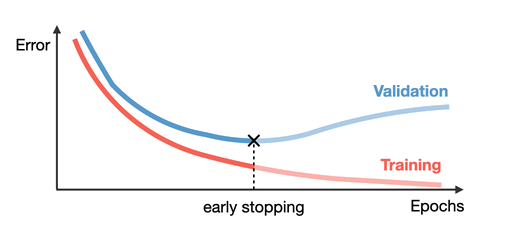 Error
Validation
Training
early stopping
Epochs